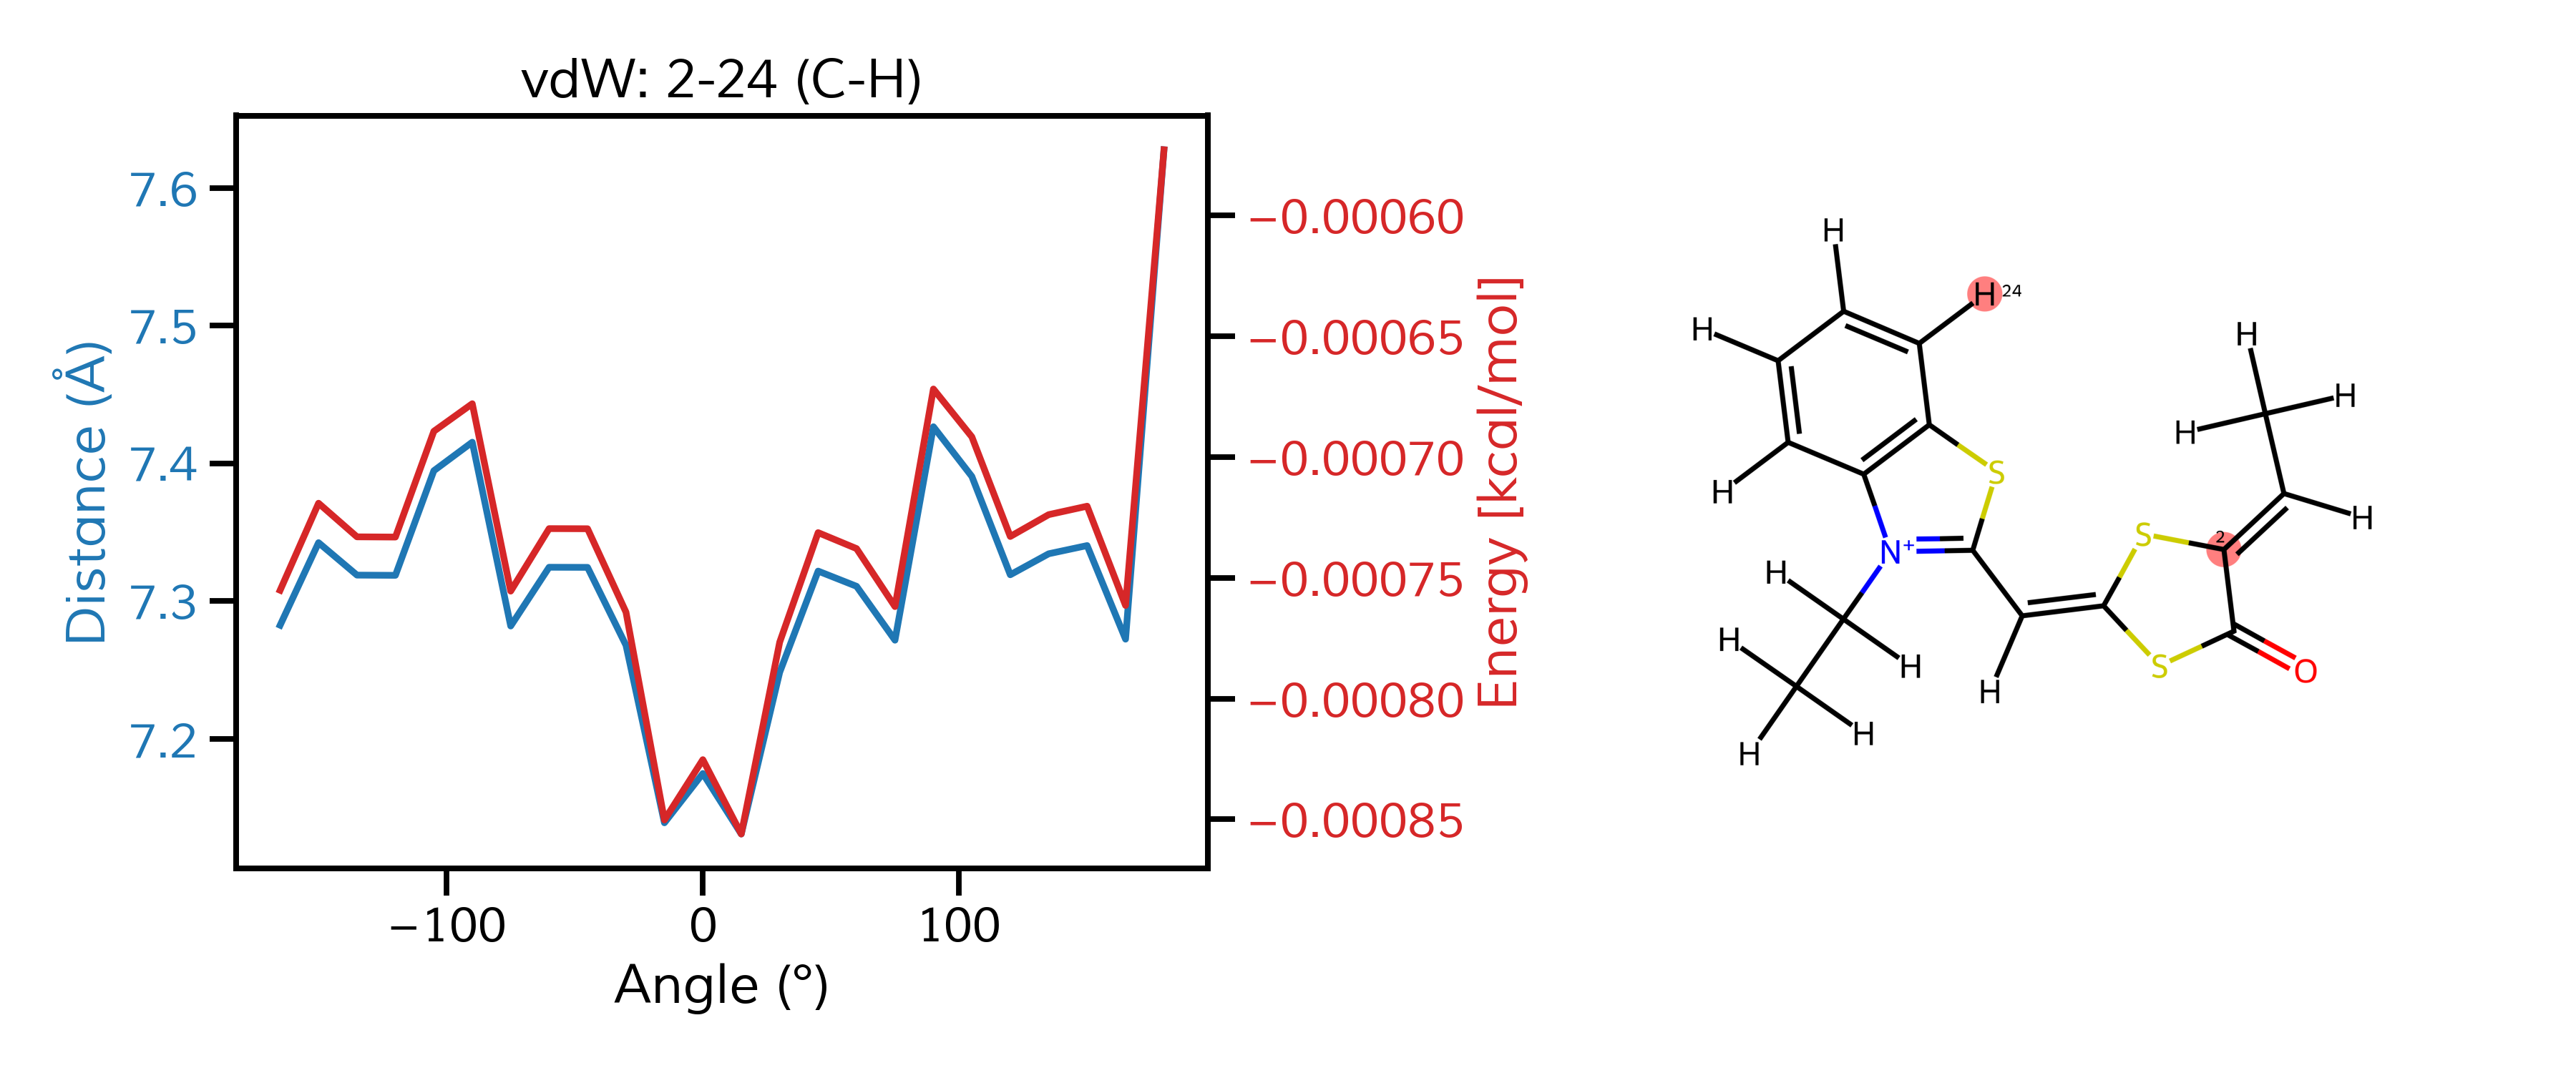 vdW: 2-24 (C-H)
7.6
7.5
7.4
7.3
7.2
Distance (Å)
−0.00060
−0.00065
−0.00070
−0.00075
−0.00080
−0.00085
Energy [kcal/mol]
−100
0
100
Angle (°)
H
H 24
H
H
H
H
H
S
H
H
S
2
N+
H
H
H
S
O
H
H
H